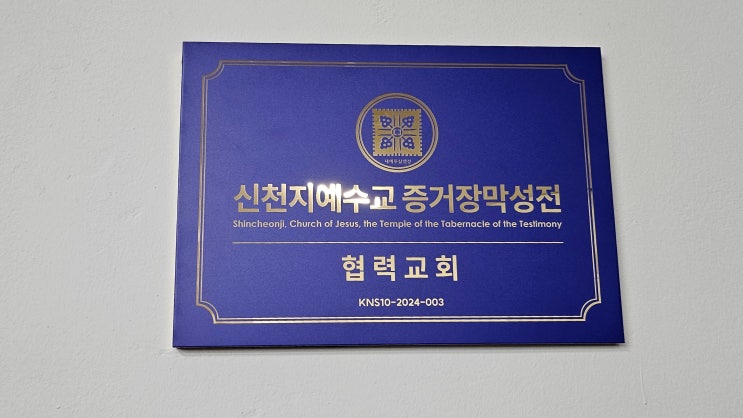 신천지예수교 증거장막성전
Shincheonji, Church of Jesus, the Temple of the Tabernacle of the Testimony
협력교회
KNS10-2024-003